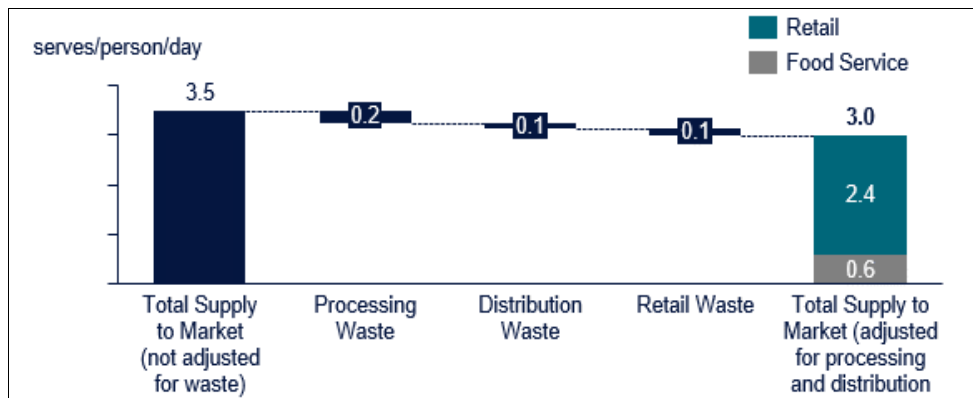 serves/person/day
Retail
Food Service
3.5
0.2
0.1
0.1
3.0
2.4
0.6
Total Supply
to Market
(not adjusted
for waste)
Processing
Waste
Distribution
Waste
Retail Waste
Total Supply to
Market (adjusted
for processing
and distribution